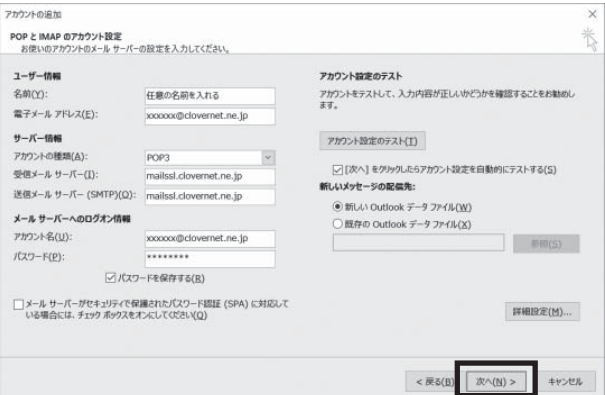 アカウントの追加
×
POP と IMAP のアカウント設定
お使いのアカウントのメール サーバーの設定を入力してください。
ユーザー情報
名前(Y): 任意の名前を入れる
電子メール アドレス(E): xxxxxx@clovernet.ne.jp
サーバー情報
アカウントの種類(A): POP3
受信メール サーバー(I): mailssl.clovernet.ne.jp
送信メール サーバー (SMTP)(O): mailssl.clovernet.ne.jp
メール サーバーへのログオン情報
アカウント名(U): xxxxxx@clovernet.ne.jp
パスワード(P): ********
パスワードを保存する(R)
メール サーバーがセキュリティで保護されたパスワード認証 (SPA) に対応して
いる場合には、チェック ボックスをオンにしてください(Q)
アカウント設定のテスト
アカウントをテストして、入力内容が正しいかどうかを確認することをお勧めし
ます。
アカウント設定のテスト(T)
[次へ] をクリックしたらアカウント設定を自動的にテストする(S)
新しいメッセージの配信先:
新しい Outlook データ ファイル(W)
既存の Outlook データ ファイル(X)
参照(S)
詳細設定(M)...
< 戻る(B)
次へ(N) >
キャンセル